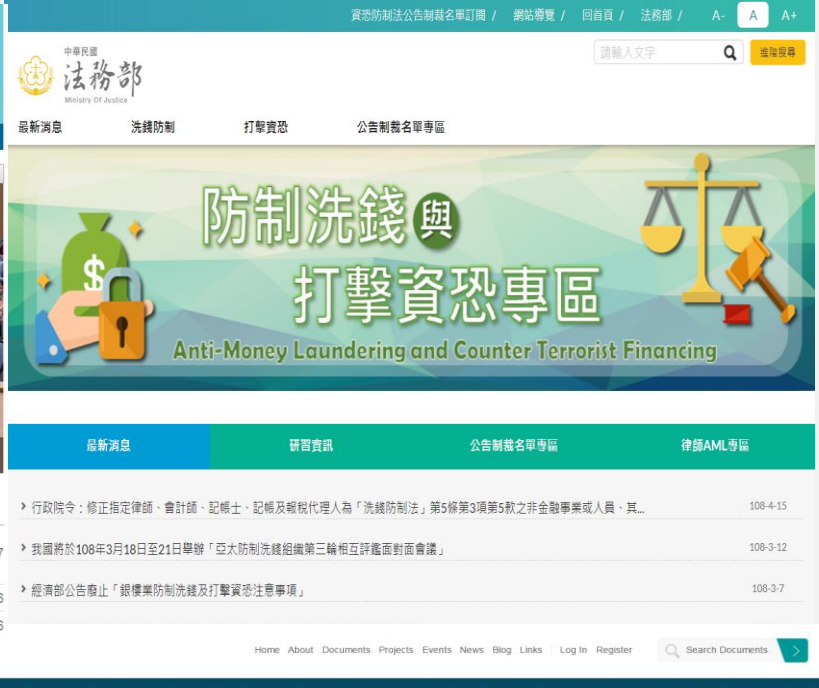 資恐防制法公告制裁名單訂閱 / 網站導覽 / 回首頁 / 法務部 / A- A A+
中華民國
法務部
Ministry Of Justice
請輸入文字
進階搜尋
最新消息 洗錢防制 打擊資恐 公告制裁名單專區
防制洗錢與
打擊資恐專區
Anti-Money Laundering and Counter Terrorist Financing
最新消息 研習資訊 公告制裁名單專區 律師AML專區
行政院令：修正指定律師、會計師、記帳士、記帳及報稅代理人為「洗錢防制法」第5條第3項第5款之非金融事業或人員、其... 108-4-15
我國將於108年3月18日至21日舉辦「亞太防制洗錢組織第三輪相互評鑑面對面會議」 108-3-12
經濟部公告廢止「銀樓業防制洗錢及打擊資恐注意事項」 108-3-7
7
6
6
Home About Documents Projects Events News Blog Links Log In Register Search Documents